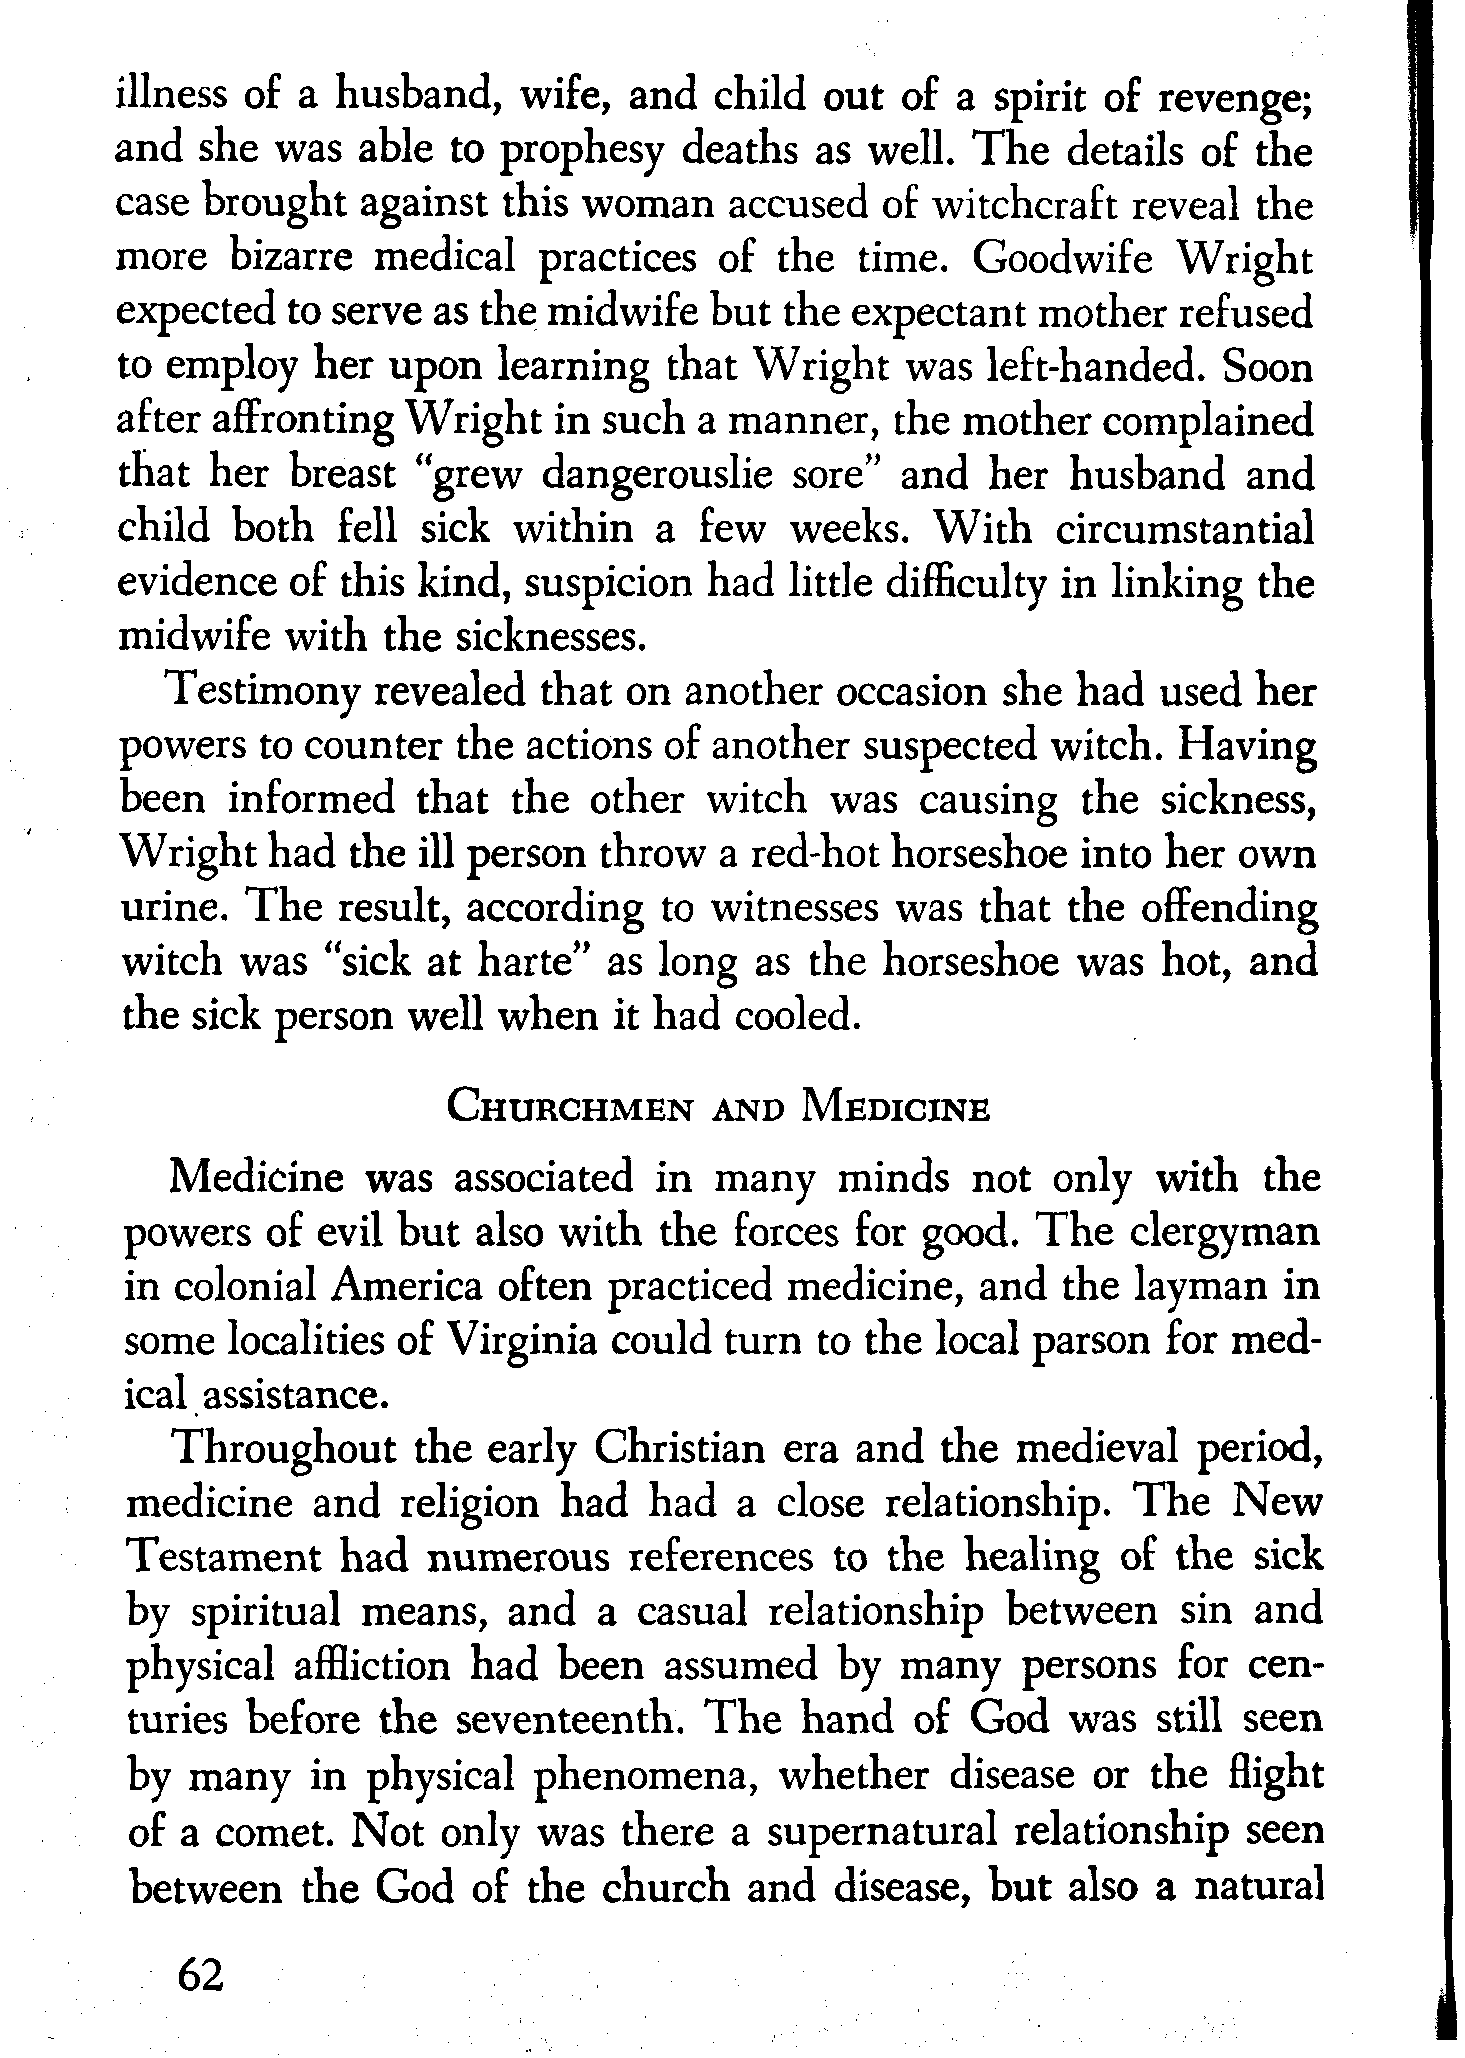 illness of a husband, wife, and child out of a spirit of revenge;
and she was able to prophesy deaths as well. The details of the
case brought against this woman accused of witchcraft reveal the
more bizarre medical practices of the time. Goodwife Wright
expected to serve as the midwife but the expectant mother refused
to employ her upon learning that Wright was left-handed. Soon
after affronting Wright in such a manner, the mother complained
that her breast "grew dangerouslie sore" and her husband and
child both fell sick within a few weeks. With circumstantial
evidence of this kind, suspicion had little difficulty in linking the
midwife with the sicknesses.
Testimony revealed that on another occasion she had used her
powers to counter the actions of another suspected witch. Having
been informed that the other witch was causing the sickness,
Wright had the ill person throw a red-hot horseshoe into her own
urine. The result, according to witnesses was that the offending
witch was "sick at harte" as long as the horseshoe was hot, and
the sick person well when it had cooled.
CHURCHMEN AND MEDICINE
Medicine was associated in many minds not only with the
powers of evil but also with the forces for good. The clergyman
in colonial America often practiced medicine, and the layman in
some localities of Virginia could turn to the local parson for med-
ical assistance.
Throughout the early Christian era and the medieval period,
medicine and religion had had a close relationship. The New
Testament had numerous references to the healing of the sick
by spiritual means, and a casual relationship between sin and
physical affliction had been assumed by many persons for cen-
turies before the seventeenth. The hand of God was still seen
by many in physical phenomena, whether disease or the flight
of a comet. Not only was there a supernatural relationship seen
between the God of the church and disease, but also a natural
62